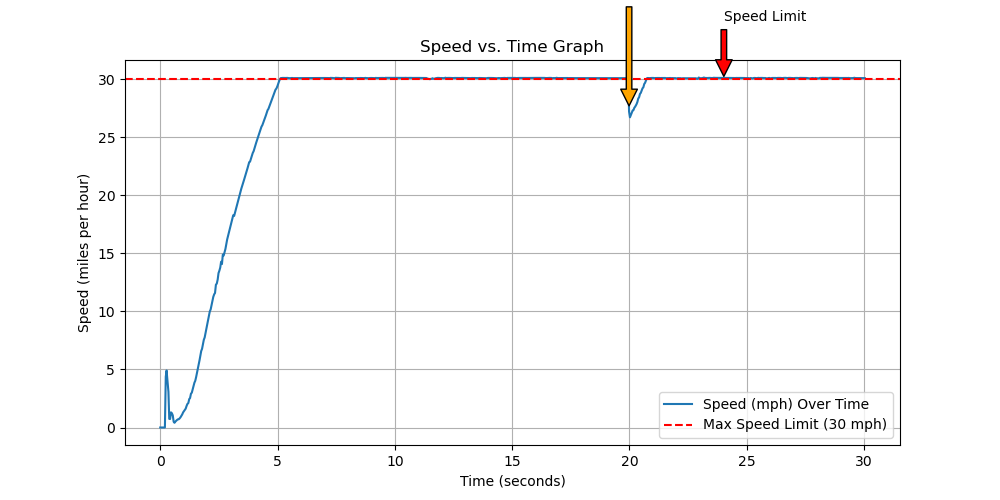 Speed Limit
Speed vs. Time Graph
30
25
20
15
10
5
0
Speed (miles per hour)
Speed (mph) Over Time
Max Speed Limit (30 mph)
0 5 10 15 20 25 30
Time (seconds)